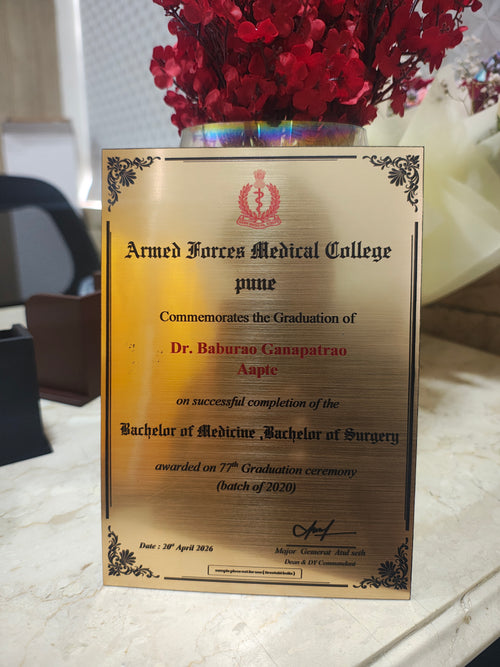 Armed Forces Medical College
pune
Commemorates the Graduation of
Dr. Baburao Ganapatrao
Aapte
on successful completion of the
Bachelor of Medicine ,Bachelor of Surgery
awarded on 77th Graduation ceremony
(batch of 2020)
Date : 20th April 2026
Major Genseral Atul seth
Dean & DY Commandant